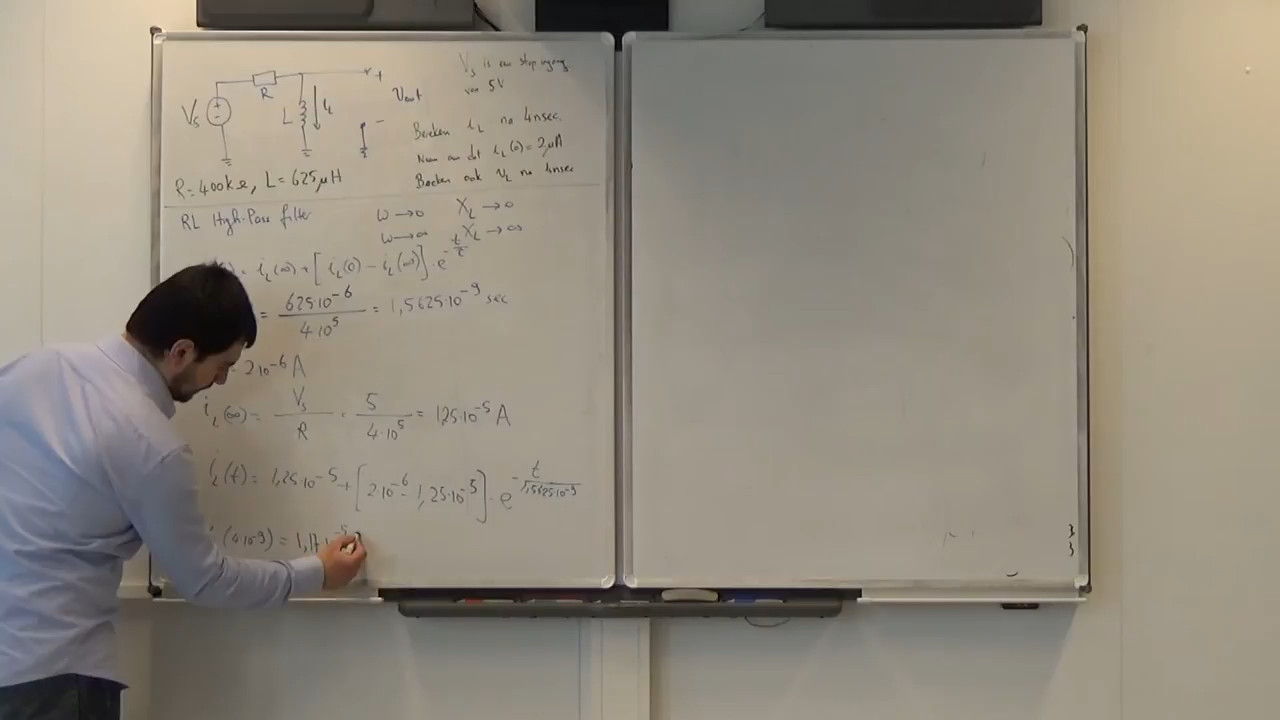 Vs is een stap ingang
van 5V
R
+
Vs
L
iL
Vout
-
Bereken iL na 4nsec.
Neem aan dat iL(0) = 2μA
Bereken ook VL na 4nsec
R = 400kΩ, L = 625μH
RL High-Pass filter
ω → 0 XL → 0
ω → ∞ XL → ∞
= iL(∞) + [iL(0) - iL(∞)] · e^-t/τ
= 625·10^-6 / 4·10^5 = 1,5625·10^-9 sec
= 2·10^-6 A
iL(∞) = Vs / R = 5 / 4·10^5 = 1,25·10^-5 A
iL(t) = 1,25·10^-5 + [2·10^-6 - 1,25·10^-5] · e^-t/1,5625·10^-9
(4·10^-9) = 1,17·10^-5